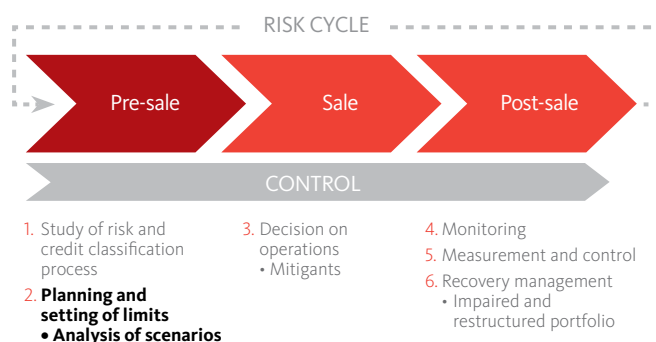 RISK CYCLE
Pre-sale
Sale
Post-sale
CONTROL
1. Study of risk and
credit classification
process
2. Planning and
setting of limits
• Analysis of scenarios
3. Decision on
operations
• Mitigants
4. Monitoring
5. Measurement and control
6. Recovery management
• Impaired and
restructured portfolio